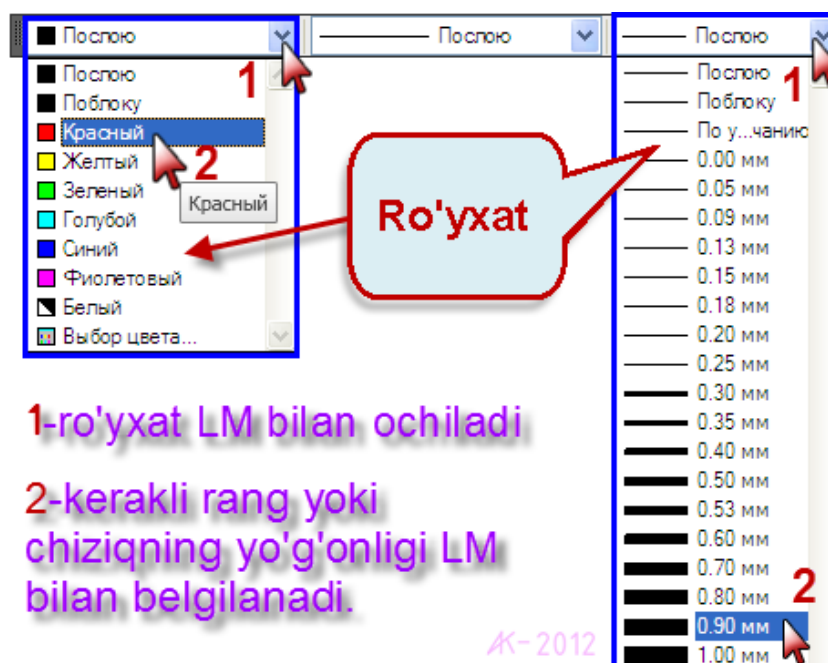 Послою
Послою
Послою
Послою
Поблоку
Красный
Желтый
Зеленый
Голубой
Синий
Фиолетовый
Белый
Выбор цвета...
1
2
Красный
Ro'yxat
Послою
Поблоку
По у...чанию
0.00 мм
0.05 мм
0.09 мм
0.13 мм
0.15 мм
0.18 мм
0.20 мм
0.25 мм
0.30 мм
0.35 мм
0.40 мм
0.50 мм
0.53 мм
0.60 мм
0.70 мм
0.80 мм
0.90 мм
1.00 мм
1
2
1-ro'yxat LM bilan ochiladi
2-kerakli rang yoki
chiziqning yo'g'onligi LM
bilan belgilanadi.
AK-2012